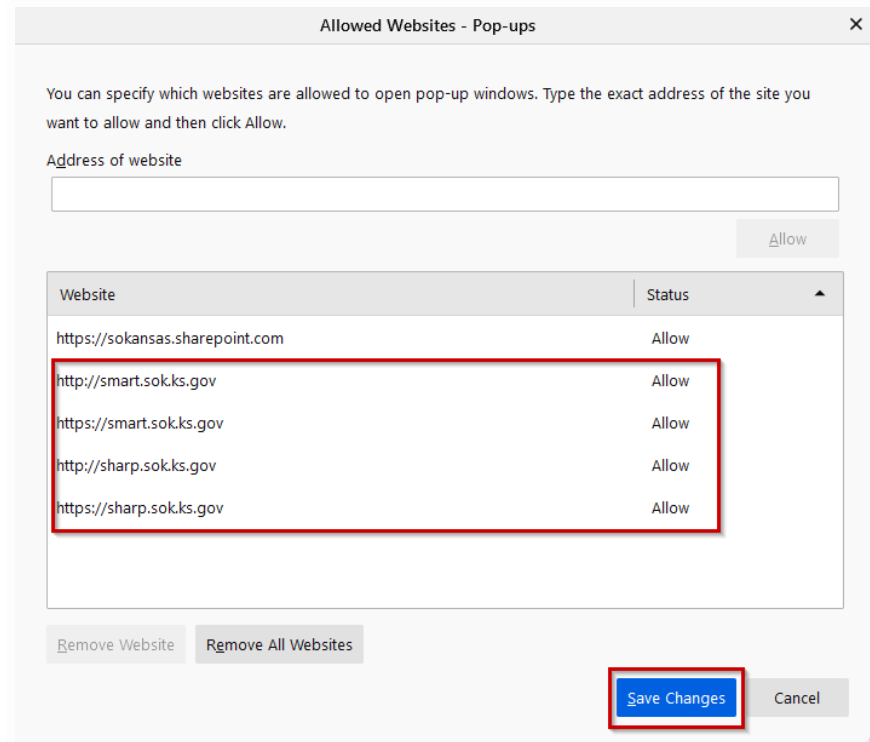 Allowed Websites - Pop-ups
You can specify which websites are allowed to open pop-up windows. Type the exact address of the site you
want to allow and then click Allow.
Address of website
Allow
Website Status
https://sokansas.sharepoint.com Allow
http://smart.sok.ks.gov Allow
https://smart.sok.ks.gov Allow
http://sharp.sok.ks.gov Allow
https://sharp.sok.ks.gov Allow
Remove Website Remove All Websites
Save Changes Cancel